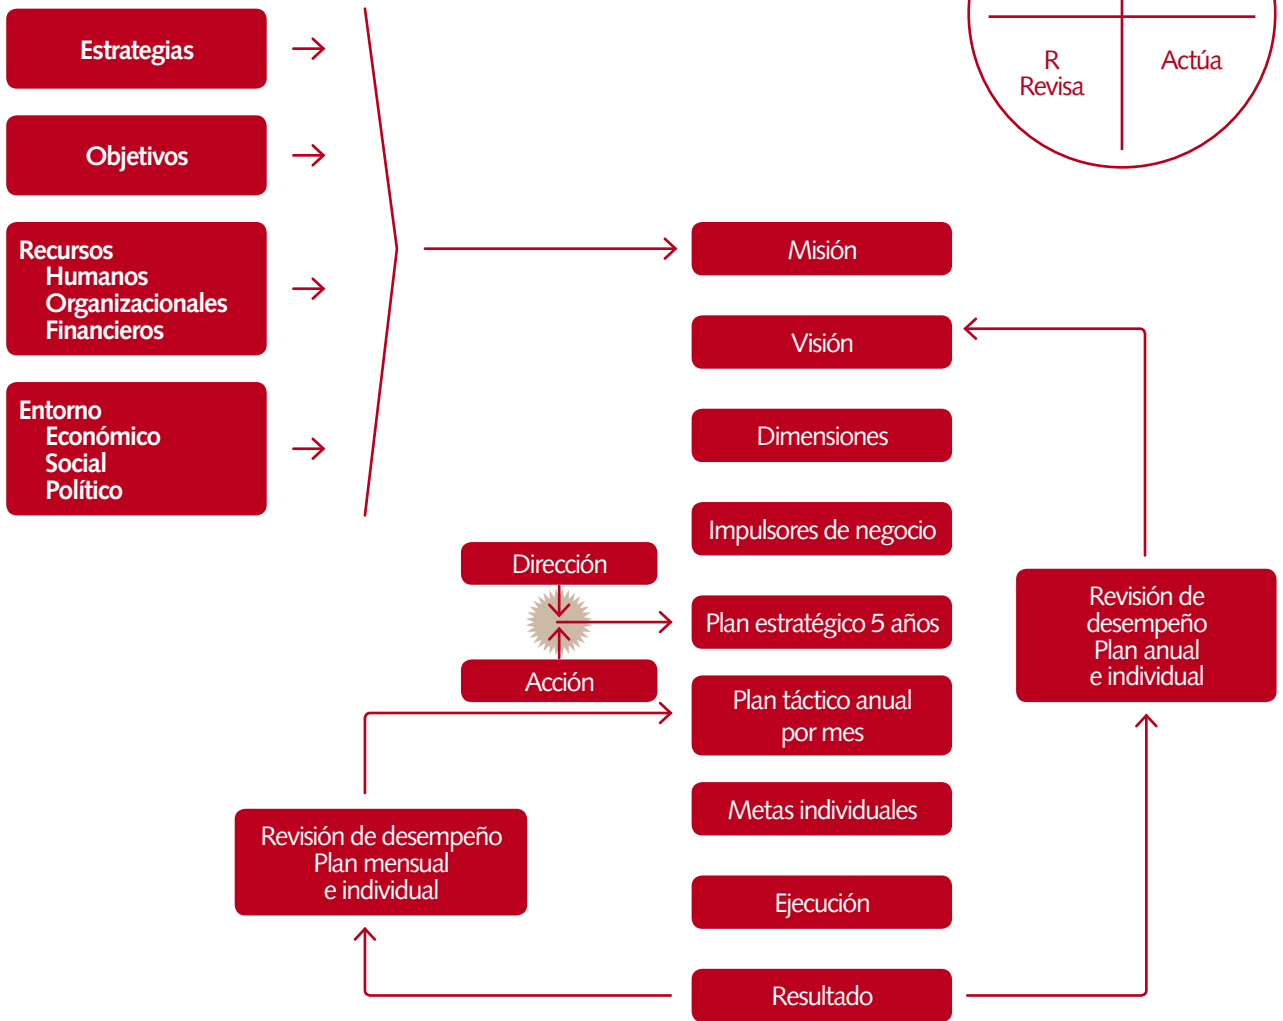 Estrategias
Objetivos
Recursos
Humanos
Organizacionales
Financieros
Entorno
Económico
Social
Político
R
Revisa
Actúa
Misión
Visión
Dimensiones
Impulsores de negocio
Dirección
Plan estratégico 5 años
Acción
Plan táctico anual
por mes
Revisión de
desempeño
Plan anual
e individual
Metas individuales
Revisión de desempeño
Plan mensual
e individual
Ejecución
Resultado